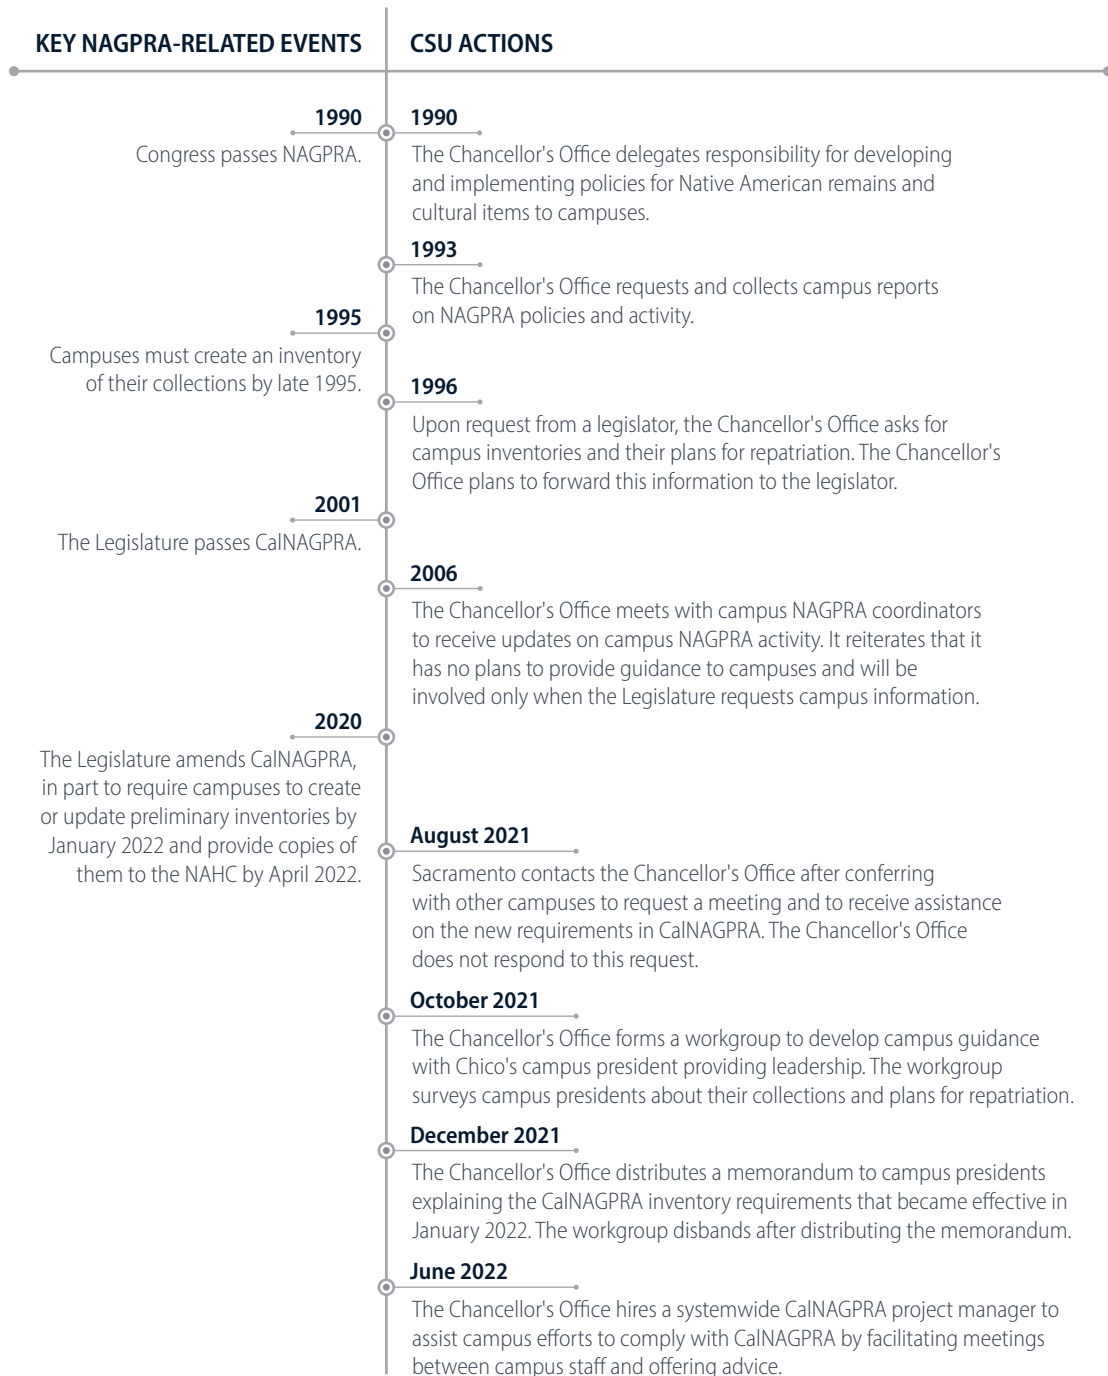 KEY NAGPRA-RELATED EVENTS
CSU ACTIONS
1990
Congress passes NAGPRA.
1990
The Chancellor's Office delegates responsibility for developing
and implementing policies for Native American remains and
cultural items to campuses.
1993
The Chancellor's Office requests and collects campus reports
on NAGPRA policies and activity.
1995
Campuses must create an inventory
of their collections by late 1995.
1996
Upon request from a legislator, the Chancellor's Office asks for
campus inventories and their plans for repatriation. The Chancellor's
Office plans to forward this information to the legislator.
2001
The Legislature passes CalNAGPRA.
2006
The Chancellor's Office meets with campus NAGPRA coordinators
to receive updates on campus NAGPRA activity. It reiterates that it
has no plans to provide guidance to campuses and will be
involved only when the Legislature requests campus information.
2020
The Legislature amends CalNAGPRA,
in part to require campuses to create
or update preliminary inventories by
January 2022 and provide copies of
them to the NAHC by April 2022.
August 2021
Sacramento contacts the Chancellor's Office after conferring
with other campuses to request a meeting and to receive assistance
on the new requirements in CalNAGPRA. The Chancellor's Office
does not respond to this request.
October 2021
The Chancellor's Office forms a workgroup to develop campus guidance
with Chico's campus president providing leadership. The workgroup
surveys campus presidents about their collections and plans for repatriation.
December 2021
The Chancellor's Office distributes a memorandum to campus presidents
explaining the CalNAGPRA inventory requirements that became effective in
January 2022. The workgroup disbands after distributing the memorandum.
June 2022
The Chancellor's Office hires a systemwide CalNAGPRA project manager to
assist campus efforts to comply with CalNAGPRA by facilitating meetings
between campus staff and offering advice.